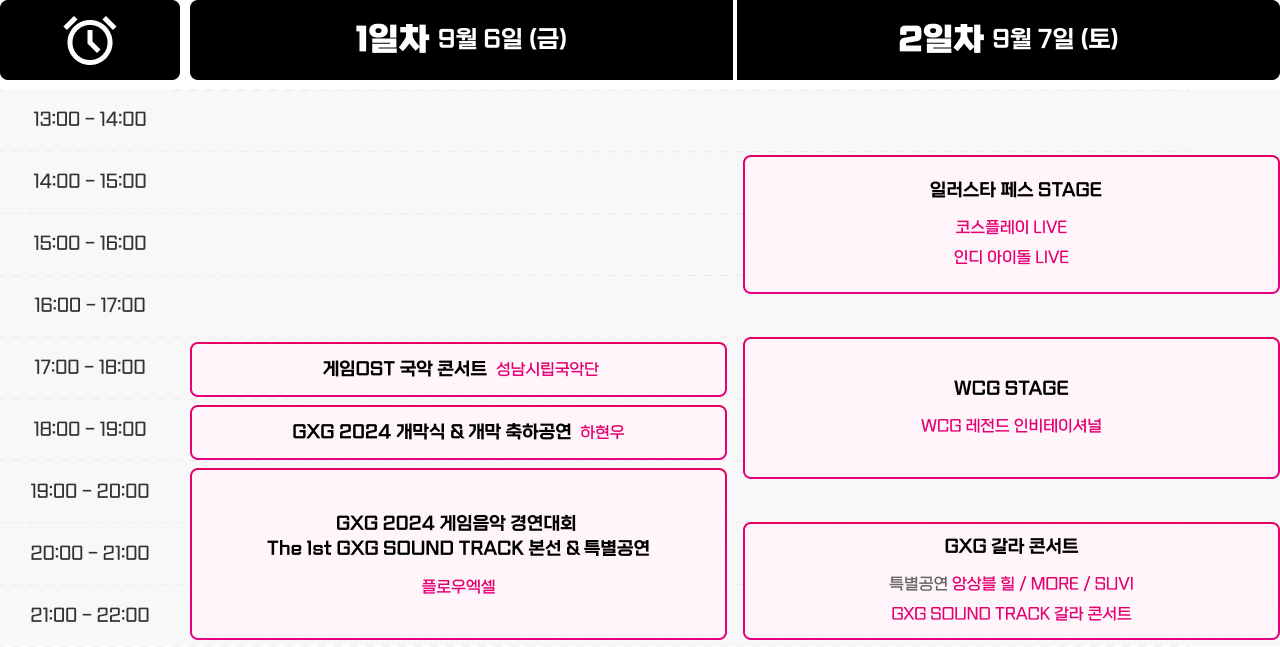 1일차 9월 6일 (금)
2일차 9월 7일 (토)
13:00 - 14:00
14:00 - 15:00
일러스타 페스 STAGE
코스플레이 LIVE
15:00 - 16:00
인디 아이돌 LIVE
16:00 - 17:00
17:00 - 18:00
게임OST 국악 콘서트 성남시립국악단
WCG STAGE
WCG 레전드 인비테이셔널
18:00 - 19:00
GXG 2024 개막식 & 개막 축하공연 하현우
19:00 - 20:00
GXG 2024 게임음악 경연대회
The 1st GXG SOUND TRACK 본선 & 특별공연
플로우엑셀
20:00 - 21:00
GXG 갈라 콘서트
특별공연 앙상블 힐 / MORE / SUVI
GXG SOUND TRACK 갈라 콘서트
21:00 - 22:00